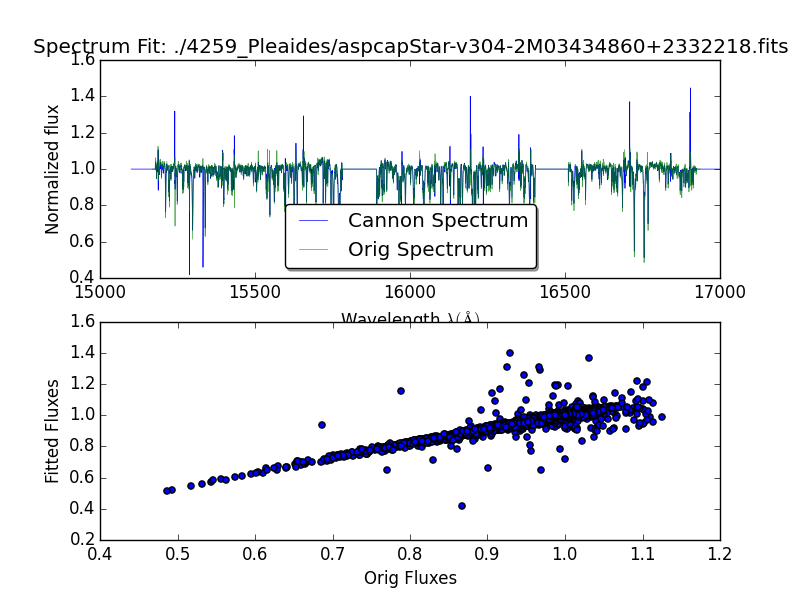 Spectrum Fit: ./4259_Pleaides/aspcapStar-v304-2M03434860+2332218.fits
1.6
1.4
1.2
1.0
0.8
0.6
0.4
Normalized flux
Cannon Spectrum
Orig Spectrum
15000 15500 16000 16500 17000
Wavelength λ(Å)
1.6
1.4
1.2
1.0
0.8
0.6
0.4
0.2
Fitted Fluxes
0.4 0.5 0.6 0.7 0.8 0.9 1.0 1.1 1.2
Orig Fluxes